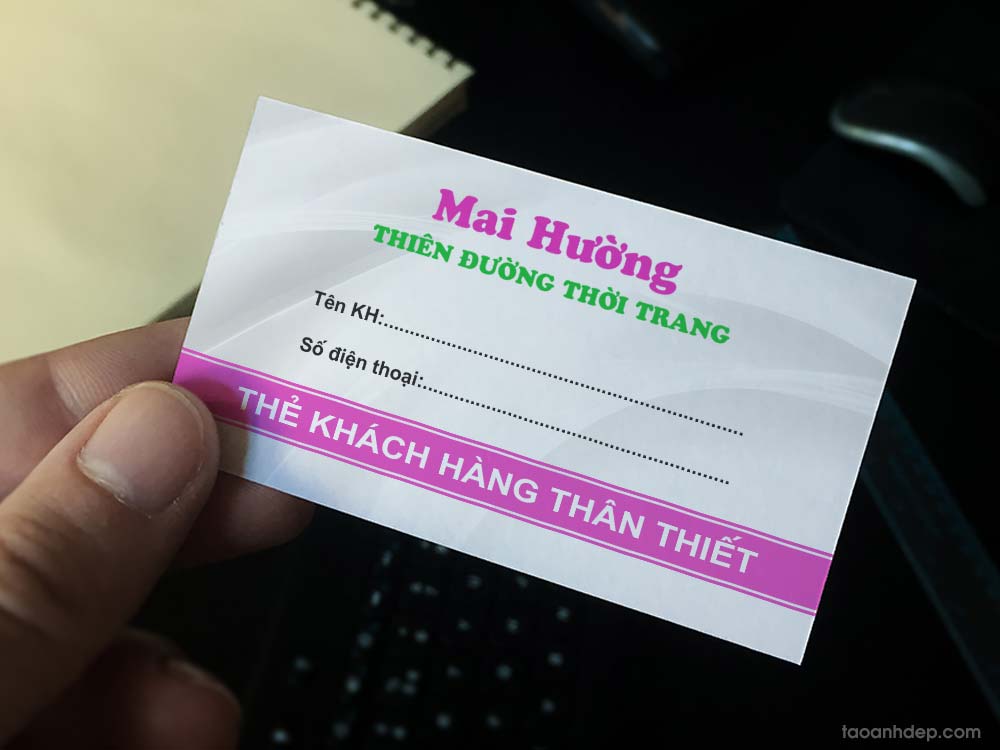 Mai Hường
THIÊN ĐƯỜNG THỜI TRANG
Tên KH:......................................................................
Số điện thoại:............................................................
THẺ KHÁCH HÀNG THÂN THIẾT
taoanhdep.com